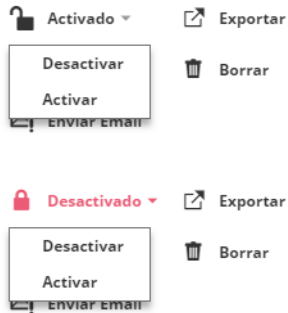 Activado Exportar
Desactivar
Borrar
Activar
Enviar Email
Desactivado Exportar
Desactivar
Borrar
Activar
Enviar Email